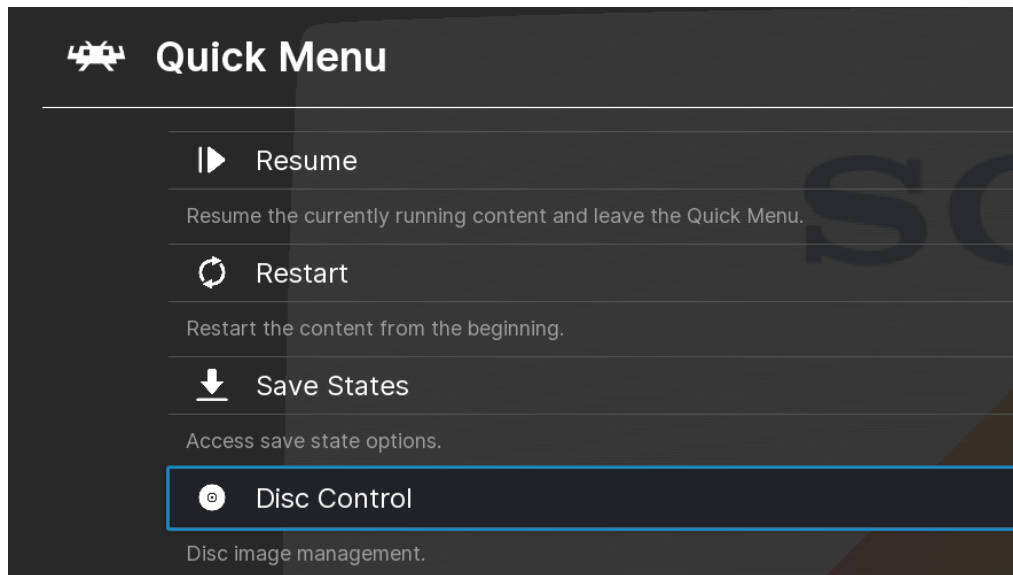 Quick Menu
Resume
Resume the currently running content and leave the Quick Menu.
Restart
Restart the content from the beginning.
Save States
Access save state options.
Disc Control
Disc image management.